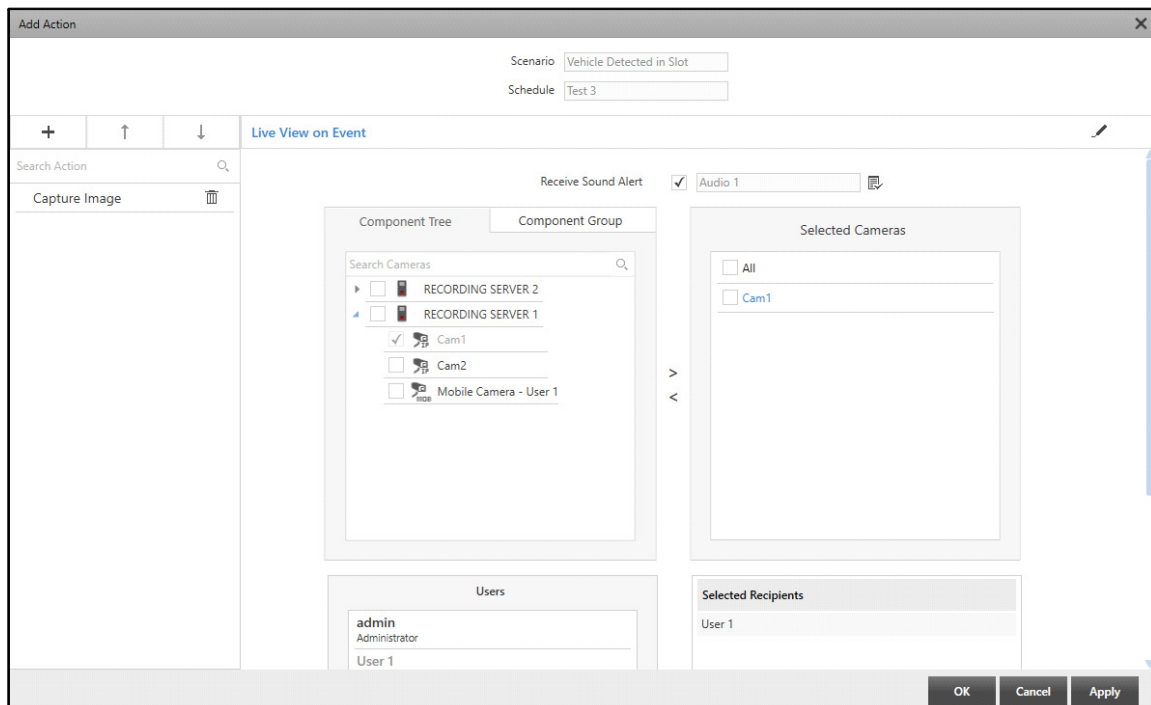 Add Action
Scenario Vehicle Detected in Slot
Schedule Test 3
Live View on Event
Search Action
Capture Image
Receive Sound Alert Audio 1
Component Tree Component Group
Search Cameras
RECORDING SERVER 2
RECORDING SERVER 1
Cam1
Cam2
Mobile Camera - User 1
Selected Cameras
All
Cam1
Users
admin
Administrator
User 1
Selected Recipients
User 1
OK Cancel Apply